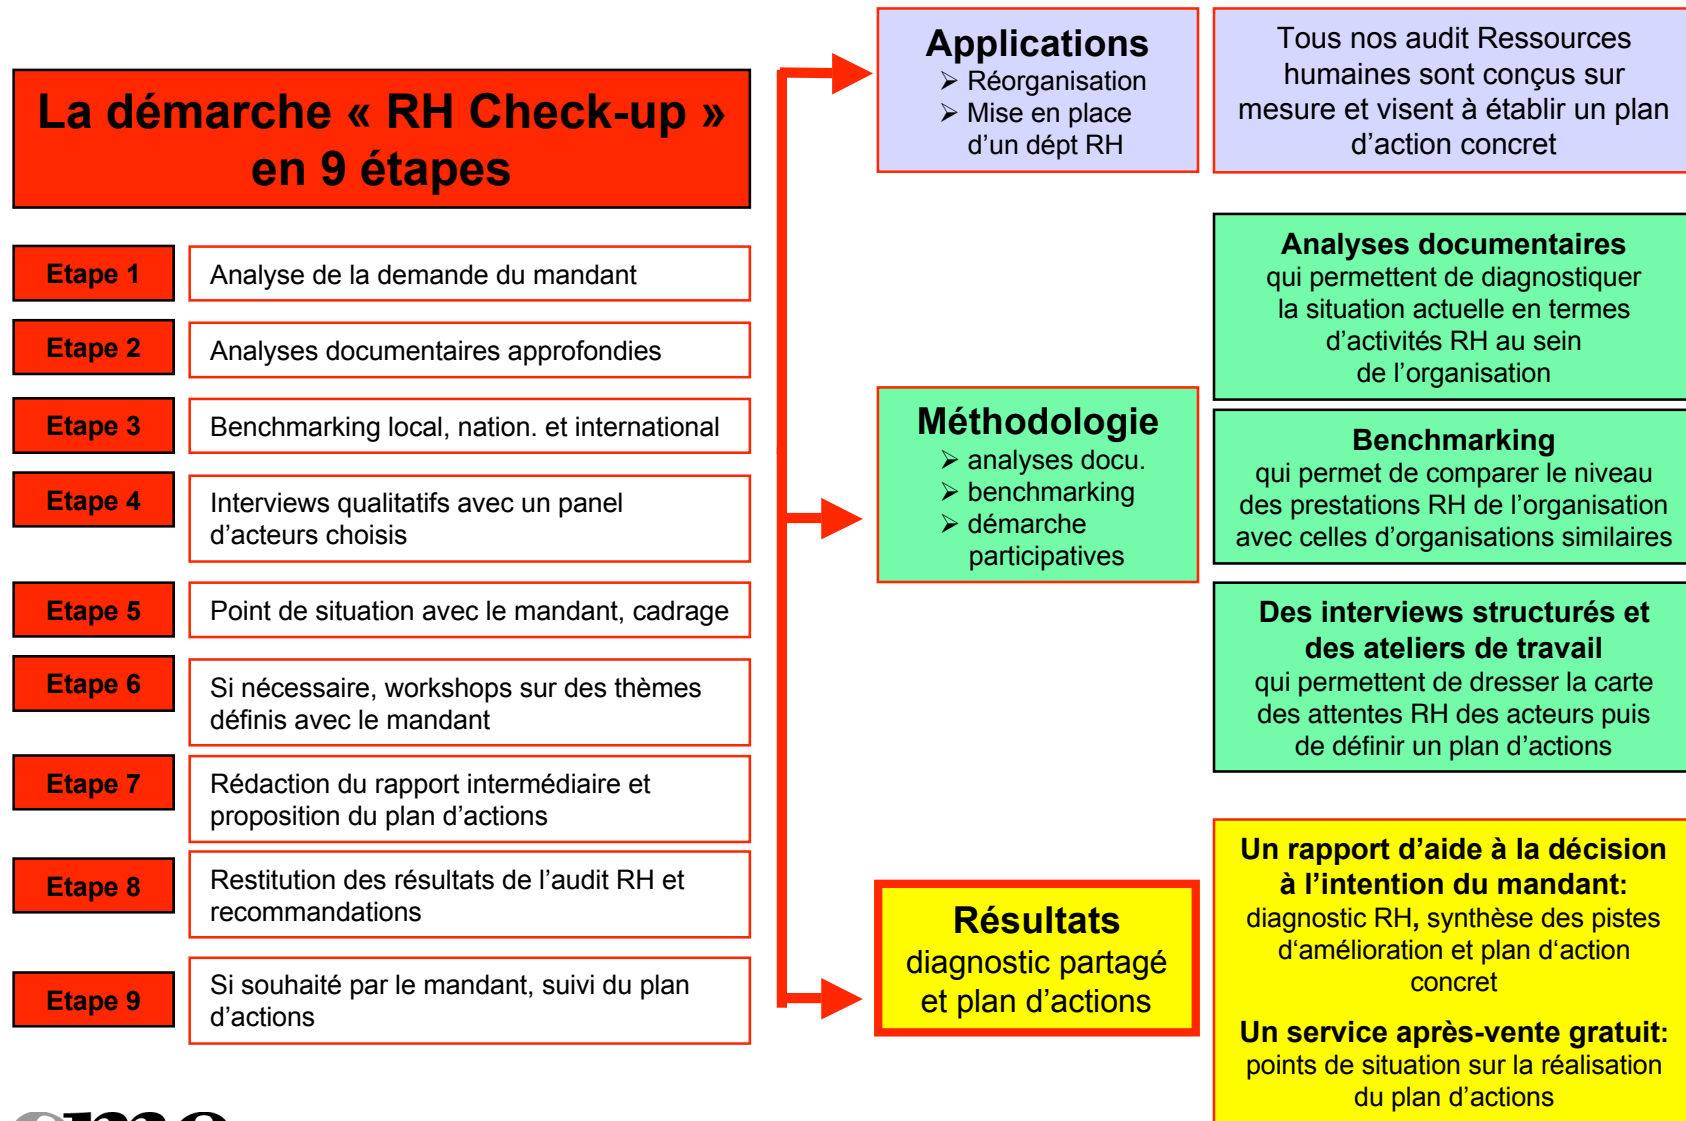 La démarche « RH Check-up »
en 9 étapes
Etape 1
Analyse de la demande du mandant
Etape 2
Analyses documentaires approfondies
Etape 3
Benchmarking local, nation. et international
Etape 4
Interviews qualitatifs avec un panel
d’acteurs choisis
Etape 5
Point de situation avec le mandant, cadrage
Etape 6
Si nécessaire, workshops sur des thèmes
définis avec le mandant
Etape 7
Rédaction du rapport intermédiaire et
proposition du plan d’actions
Etape 8
Restitution des résultats de l’audit RH et
recommandations
Etape 9
Si souhaité par le mandant, suivi du plan
d’actions
Applications
➢ Réorganisation
➢ Mise en place
d’un dépt RH
Tous nos audit Ressources
humaines sont conçus sur
mesure et visent à établir un plan
d’action concret
Méthodologie
➢ analyses docu.
➢ benchmarking
➢ démarche
participatives
Analyses documentaires
qui permettent de diagnostiquer
la situation actuelle en termes
d’activités RH au sein
de l’organisation
Benchmarking
qui permet de comparer le niveau
des prestations RH de l’organisation
avec celles d’organisations similaires
Des interviews structurés et
des ateliers de travail
qui permettent de dresser la carte
des attentes RH des acteurs puis
de définir un plan d’actions
Résultats
diagnostic partagé
et plan d’actions
Un rapport d’aide à la décision
à l’intention du mandant:
diagnostic RH, synthèse des pistes
d‘amélioration et plan d‘action
concret
Un service après-vente gratuit:
points de situation sur la réalisation
du plan d’actions